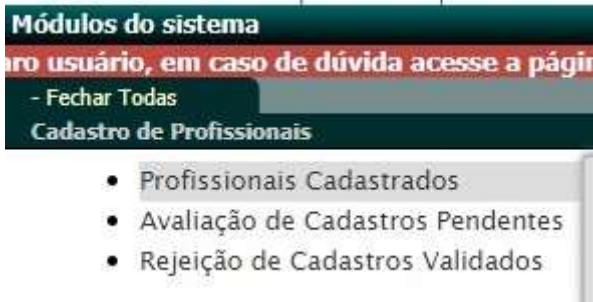 Módulos do sistema
aro usuário, em caso de dúvida acesse a págin
- Fechar Todas
Cadastro de Profissionais
• Profissionais Cadastrados
• Avaliação de Cadastros Pendentes
• Rejeição de Cadastros Validados